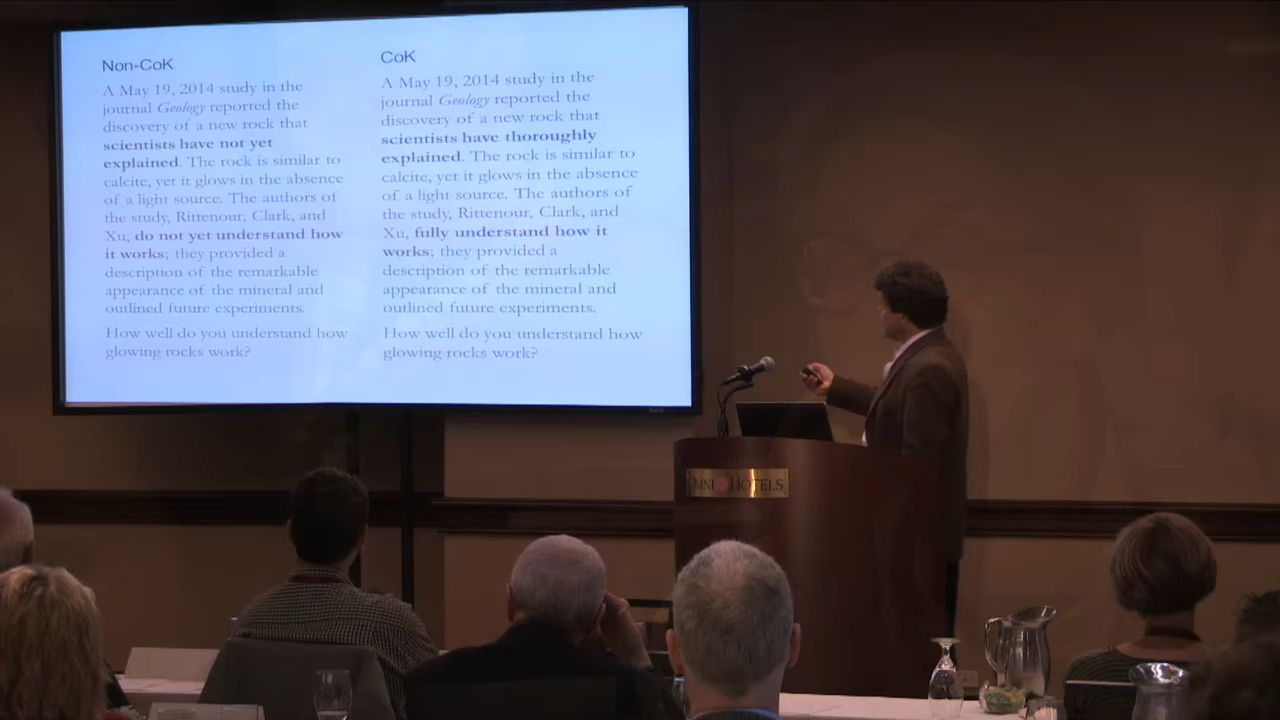 Non-CoK
A May 19, 2014 study in the
journal Geology reported the
discovery of a new rock that
scientists have not yet
explained. The rock is similar to
calcite, yet it glows in the absence
of a light source. The authors of
the study, Rittenour, Clark, and
Xu, do not yet understand how
it works; they provided a
description of the remarkable
appearance of the mineral and
outlined future experiments.
How well do you understand how
glowing rocks work?
CoK
A May 19, 2014 study in the
journal Geology reported the
discovery of a new rock that
scientists have thoroughly
explained. The rock is similar to
calcite, yet it glows in the absence
of a light source. The authors of
the study, Rittenour, Clark, and
Xu, fully understand how it
works; they provided a
description of the remarkable
appearance of the mineral and
outlined future experiments.
How well do you understand how
glowing rocks work?
OMNI HOTELS